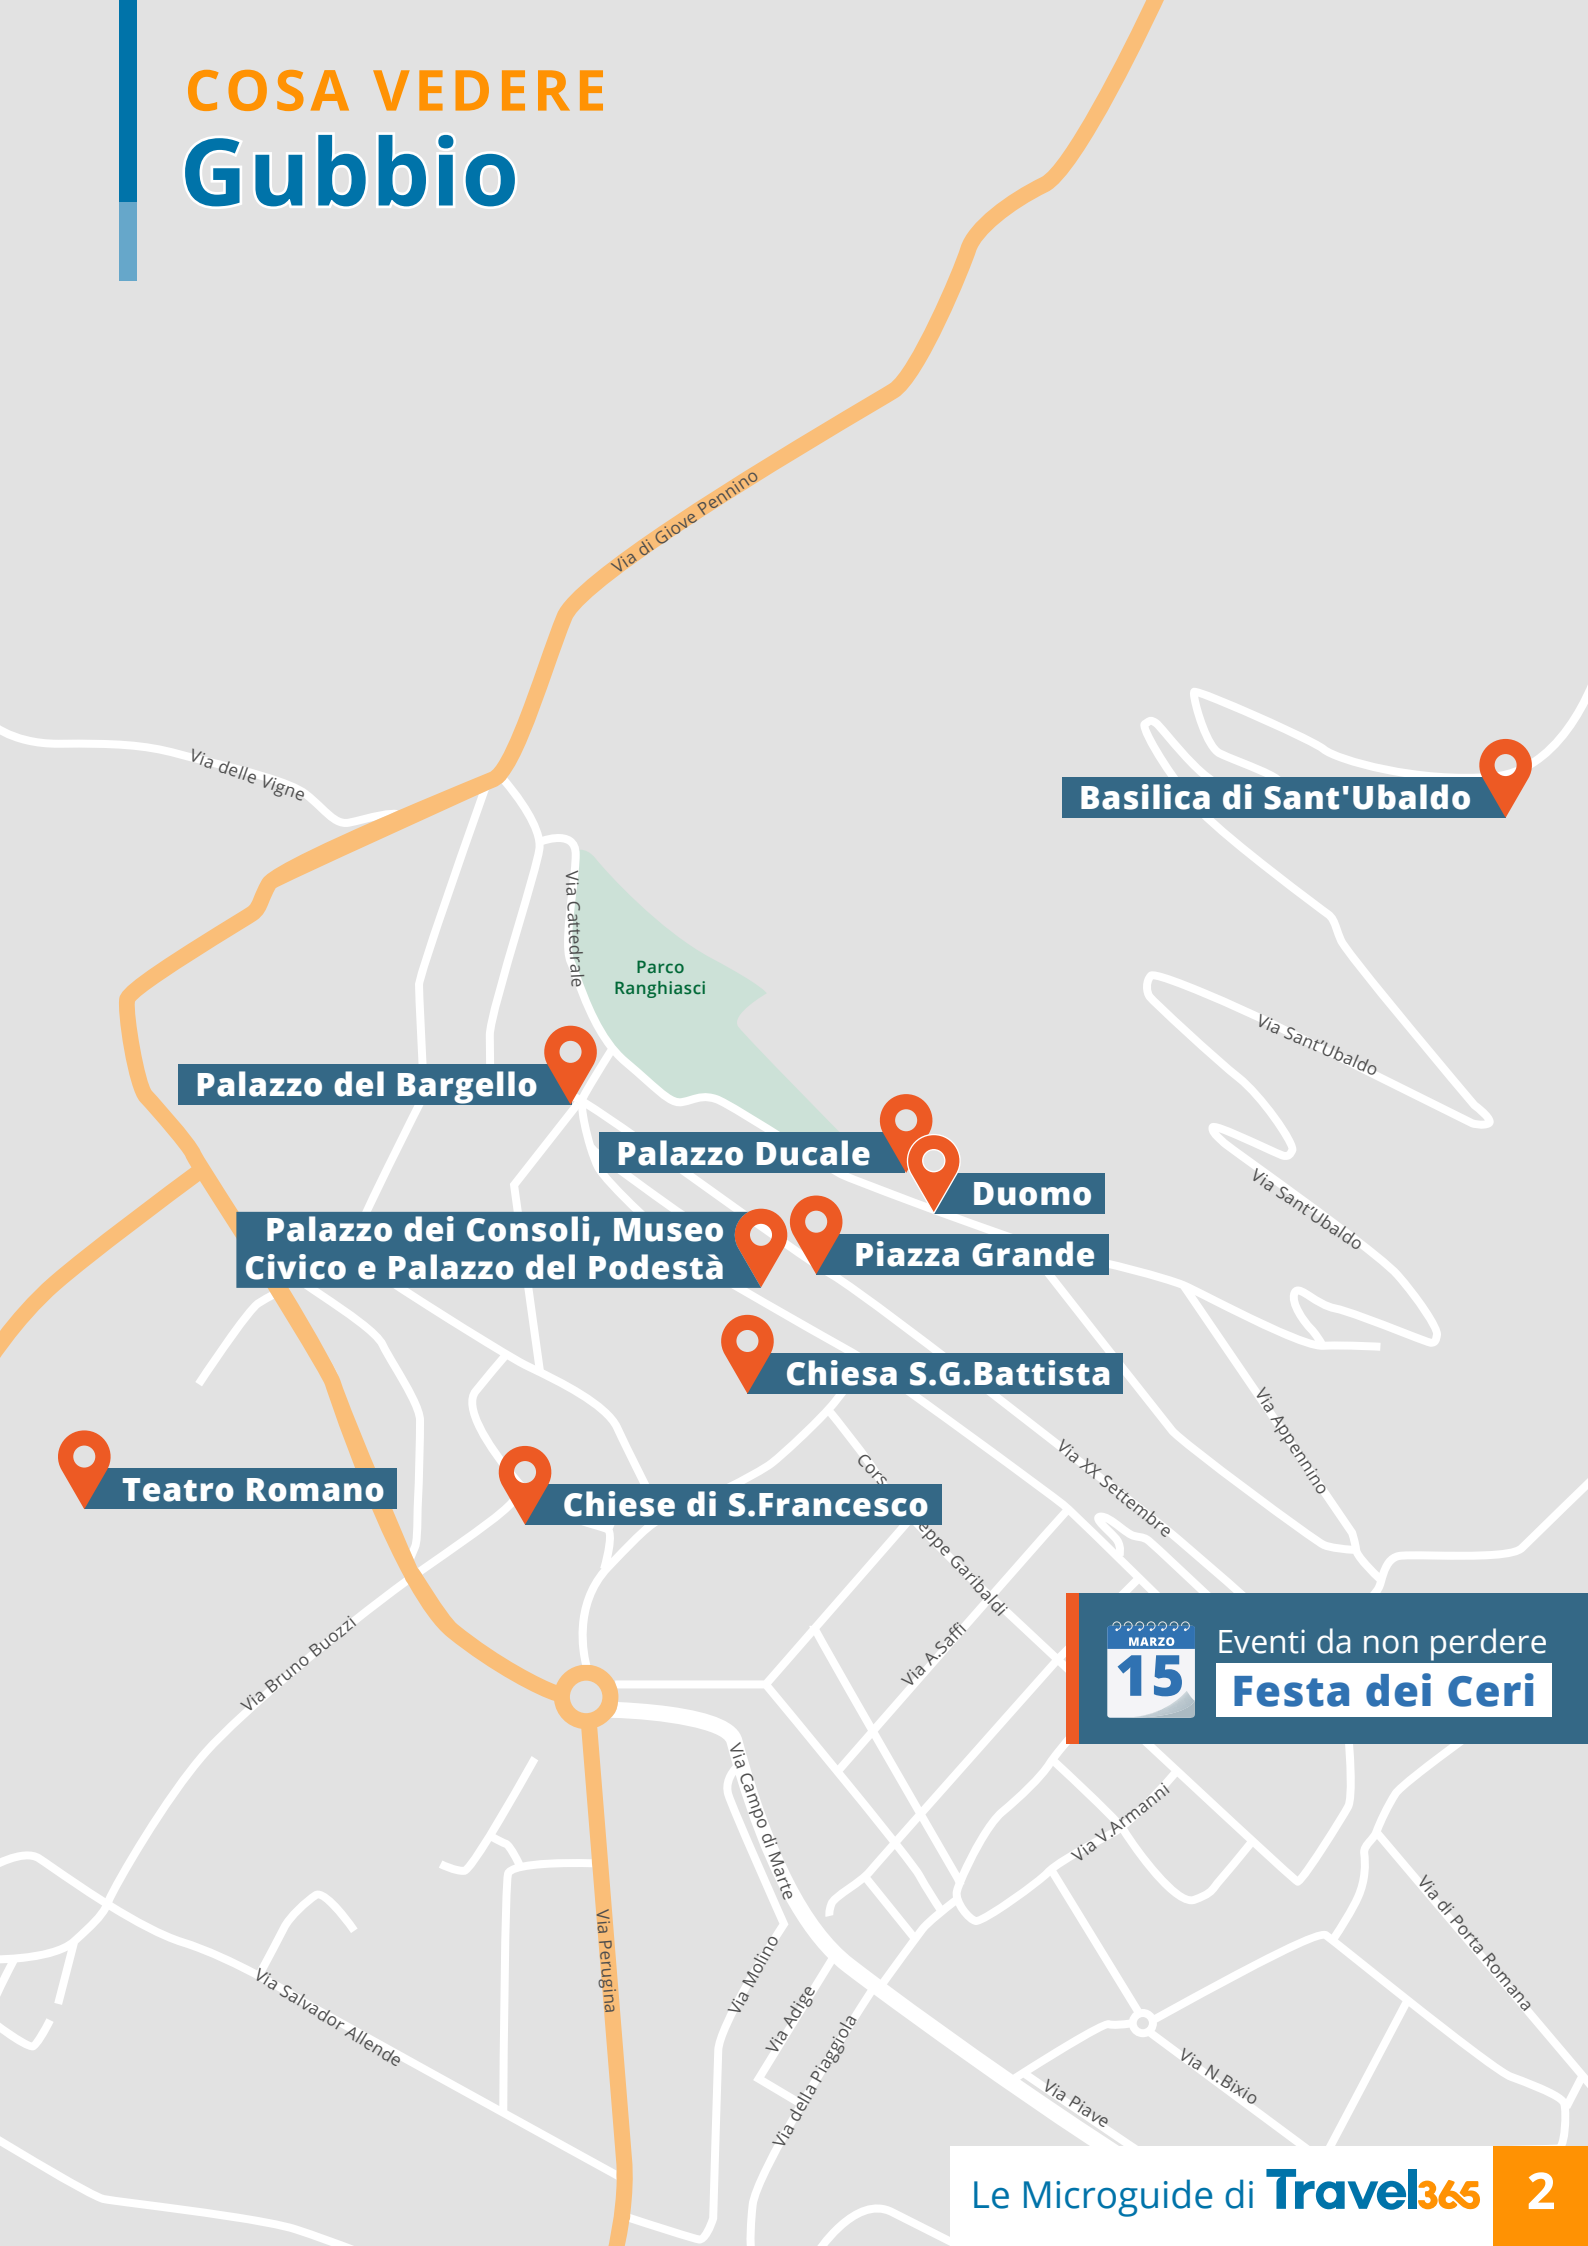 COSA VEDERE
Gubbio
Via di Giove Pennino
Via delle Vigne
Basilica di Sant'Ubaldo
Via Cattedrale
Parco
Ranghiasci
Via Sant'Ubaldo
Palazzo del Bargello
Palazzo Ducale
Duomo
Via Sant'Ubaldo
Palazzo dei Consoli, Museo
Civico e Palazzo del Podestà
Piazza Grande
Chiesa S.G.Battista
Via Appennino
Via XX Settembre
Teatro Romano
Chiese di S.Francesco
Cors
eppe Garibaldi
Via A.Saffi
Via Bruno Buozzi
MARZO
15
Eventi da non perdere
Festa dei Ceri
Via Campo di Marte
Via V.Armanni
Via di Porta Romana
Via Perugina
Via Molino
Via Salvador Allende
Via Adige
Via della Piaggiola
Via N.Bixio
Via Piave
Le Microguide di Travel365
2